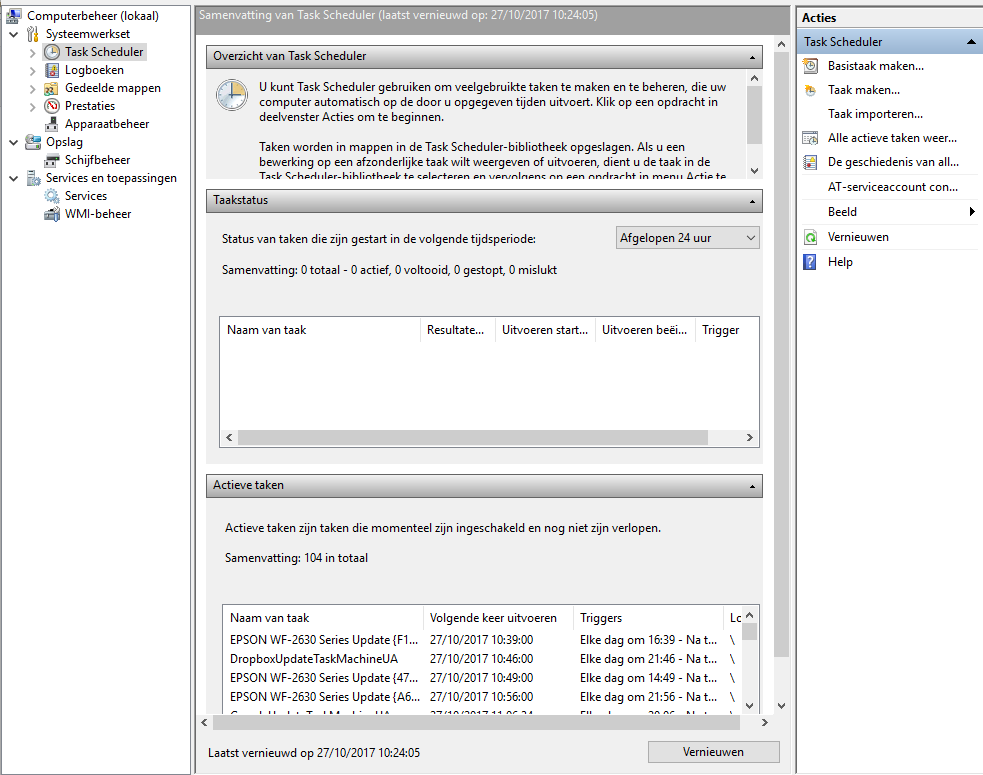 Computerbeheer (lokaal)
Systeemwerkset
Task Scheduler
Logboeken
Gedeelde mappen
Prestaties
Apparaatbeheer
Opslag
Schijfbeheer
Services en toepassingen
Services
WMI-beheer
Samenvatting van Task Scheduler (laatst vernieuwd op: 27/10/2017 10:24:05)
Overzicht van Task Scheduler
U kunt Task Scheduler gebruiken om veelgebruikte taken te maken en te beheren, die uw
computer automatisch op de door u opgegeven tijden uitvoert. Klik op een opdracht in
deelvenster Acties om te beginnen.
Taken worden in mappen in de Task Scheduler-bibliotheek opgeslagen. Als u een
bewerking op een afzonderlijke taak wilt weergeven of uitvoeren, dient u de taak in de
Task Scheduler-bibliotheek te selecteren en vervolgens op een opdracht in menu Actie te
Taakstatus
Status van taken die zijn gestart in de volgende tijdsperiode:
Afgelopen 24 uur
Samenvatting: 0 totaal - 0 actief, 0 voltooid, 0 gestopt, 0 mislukt
Naam van taak Resultate... Uitvoeren start... Uitvoeren beëi... Trigger
Actieve taken
Actieve taken zijn taken die momenteel zijn ingeschakeld en nog niet zijn verlopen.
Samenvatting: 104 in totaal
Naam van taak Volgende keer uitvoeren Triggers Lo
EPSON WF-2630 Series Update {F1... 27/10/2017 10:39:00 Elke dag om 16:39 - Na t... \
DropboxUpdateTaskMachineUA 27/10/2017 10:46:00 Elke dag om 21:46 - Na t... \
EPSON WF-2630 Series Update {47... 27/10/2017 10:49:00 Elke dag om 14:49 - Na t... \
EPSON WF-2630 Series Update {A6... 27/10/2017 10:56:00 Elke dag om 21:56 - Na t... \
Laatst vernieuwd op 27/10/2017 10:24:05
Vernieuwen
Acties
Task Scheduler
Basistaak maken...
Taak maken...
Taak importeren...
Alle actieve taken weer...
De geschiedenis van all...
AT-serviceaccount con...
Beeld
Vernieuwen
Help